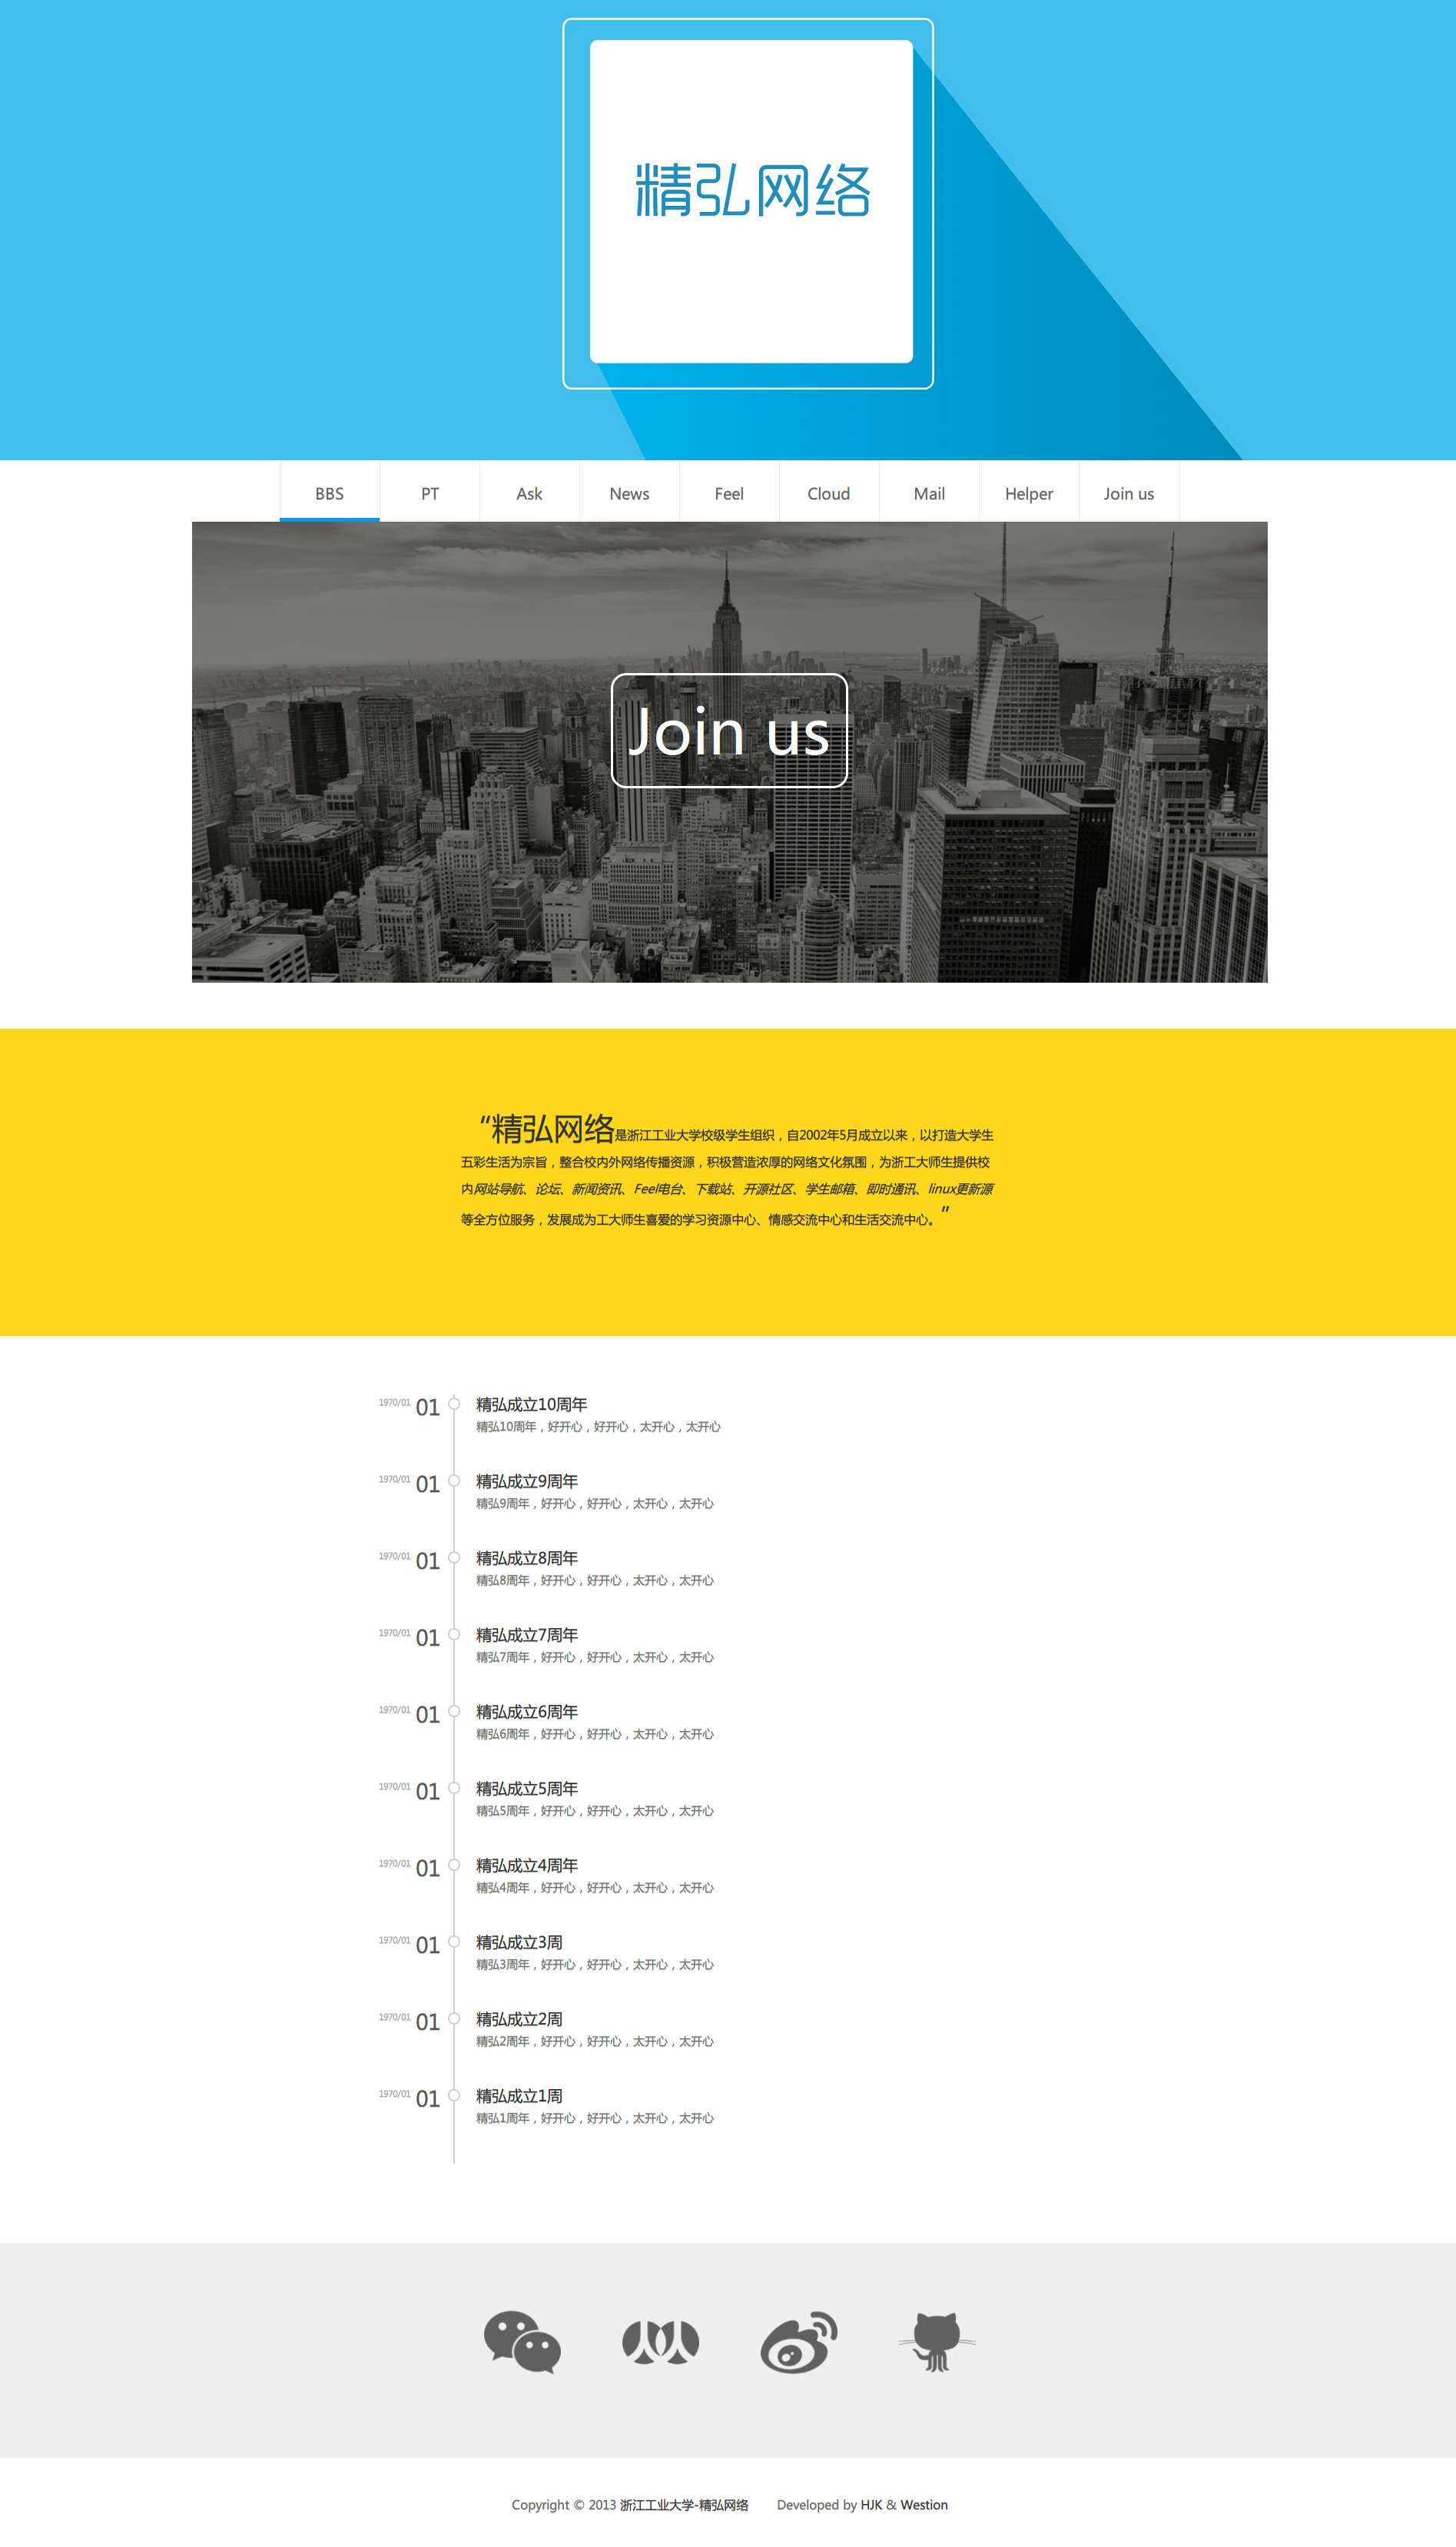 精弘网络
BBS PT Ask News Feel Cloud Mail Helper Join us
Join us
“精弘网络是浙江工业大学校级学生组织，自2002年5月成立以来，以打造大学生
五彩生活为宗旨，整合校内外网络传播资源，积极营造浓厚的网络文化氛围，为浙工大师生提供校
内网站导航、论坛、新闻资讯、Feel电台、下载站、开源社区、学生邮箱、即时通讯、linux更新源
等全方位服务，发展成为工大师生喜爱的学习资源中心、情感交流中心和生活交流中心。”
1970/01 01 精弘成立10周年
精弘10周年，好开心，好开心，太开心，太开心
1970/01 01 精弘成立9周年
精弘9周年，好开心，好开心，太开心，太开心
1970/01 01 精弘成立8周年
精弘8周年，好开心，好开心，太开心，太开心
1970/01 01 精弘成立7周年
精弘7周年，好开心，好开心，太开心，太开心
1970/01 01 精弘成立6周年
精弘6周年，好开心，好开心，太开心，太开心
1970/01 01 精弘成立5周年
精弘5周年，好开心，好开心，太开心，太开心
1970/01 01 精弘成立4周年
精弘4周年，好开心，好开心，太开心，太开心
1970/01 01 精弘成立3周
精弘3周年，好开心，好开心，太开心，太开心
1970/01 01 精弘成立2周
精弘2周年，好开心，好开心，太开心，太开心
1970/01 01 精弘成立1周
精弘1周年，好开心，好开心，太开心，太开心
Copyright © 2013 浙江工业大学-精弘网络 Developed by HJK & Westion